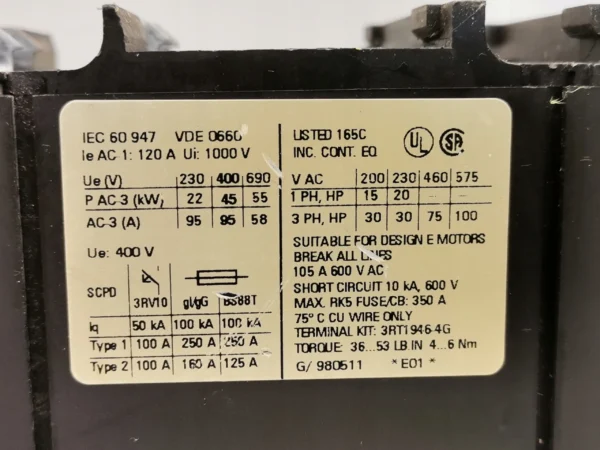 IEC 60 947 VDE 0660
Ie AC 1: 120 A Ui: 1000 V
Ue (V) 230 400 690
P AC-3 (kW) 22 45 55
AC-3 (A) 95 95 58
Ue: 400 V
SCPD 3RV10 gl/gG BS88T
Iq 50 kA 100 kA 100 kA
Type 1 100 A 250 A 250 A
Type 2 100 A 160 A 125 A
LISTED 165C
INC. CONT. EQ.
UL SA
V AC 200 230 460 575
1 PH, HP 15 20 — —
3 PH, HP 30 30 75 100
SUITABLE FOR DESIGN E MOTORS
BREAK ALL LINES
105 A 600 V AC
SHORT CIRCUIT 10 kA, 600 V
MAX. RK5 FUSE/CB: 350 A
75° C CU WIRE ONLY
TERMINAL KIT: 3RT1946-4G
TORQUE: 36...53 LB IN 4...6 Nm
G/ 980511 * E01 *